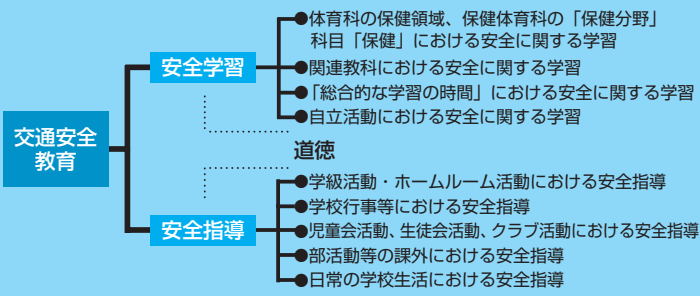 交通安全
教育
安全学習
●体育科の保健領域、保健体育科の「保健分野」
科目「保健」における安全に関する学習
●関連教科における安全に関する学習
●「総合的な学習の時間」における安全に関する学習
●自立活動における安全に関する学習
道徳
安全指導
●学級活動・ホームルーム活動における安全指導
●学校行事等における安全指導
●児童会活動、生徒会活動、クラブ活動における安全指導
●部活動等の課外における安全指導
●日常の学校生活における安全指導